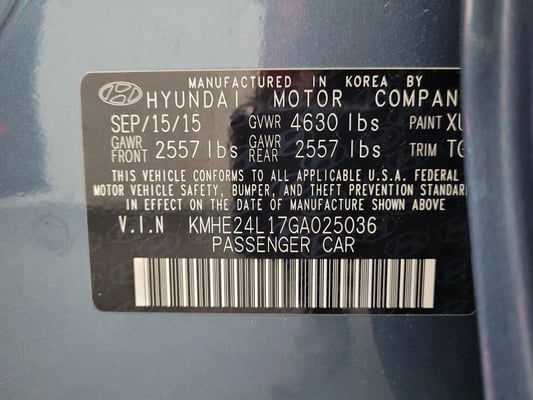 MANUFACTURED IN KOREA BY
HYUNDAI MOTOR COMPAN
SEP/15/15 GVWR 4630 lbs PAINT
GAWR FRONT 2557 lbs GAWR REAR 2557 lbs TRIM
THIS VEHICLE CONFORMS TO ALL APPLICABLE U.S.A. FEDERAL
MOTOR VEHICLE SAFETY, BUMPER, AND THEFT PREVENTION STANDARDS
IN EFFECT ON THE DATE OF MANUFACTURE SHOWN ABOVE
V.I.N KMHE24L17GA025036
PASSENGER CAR